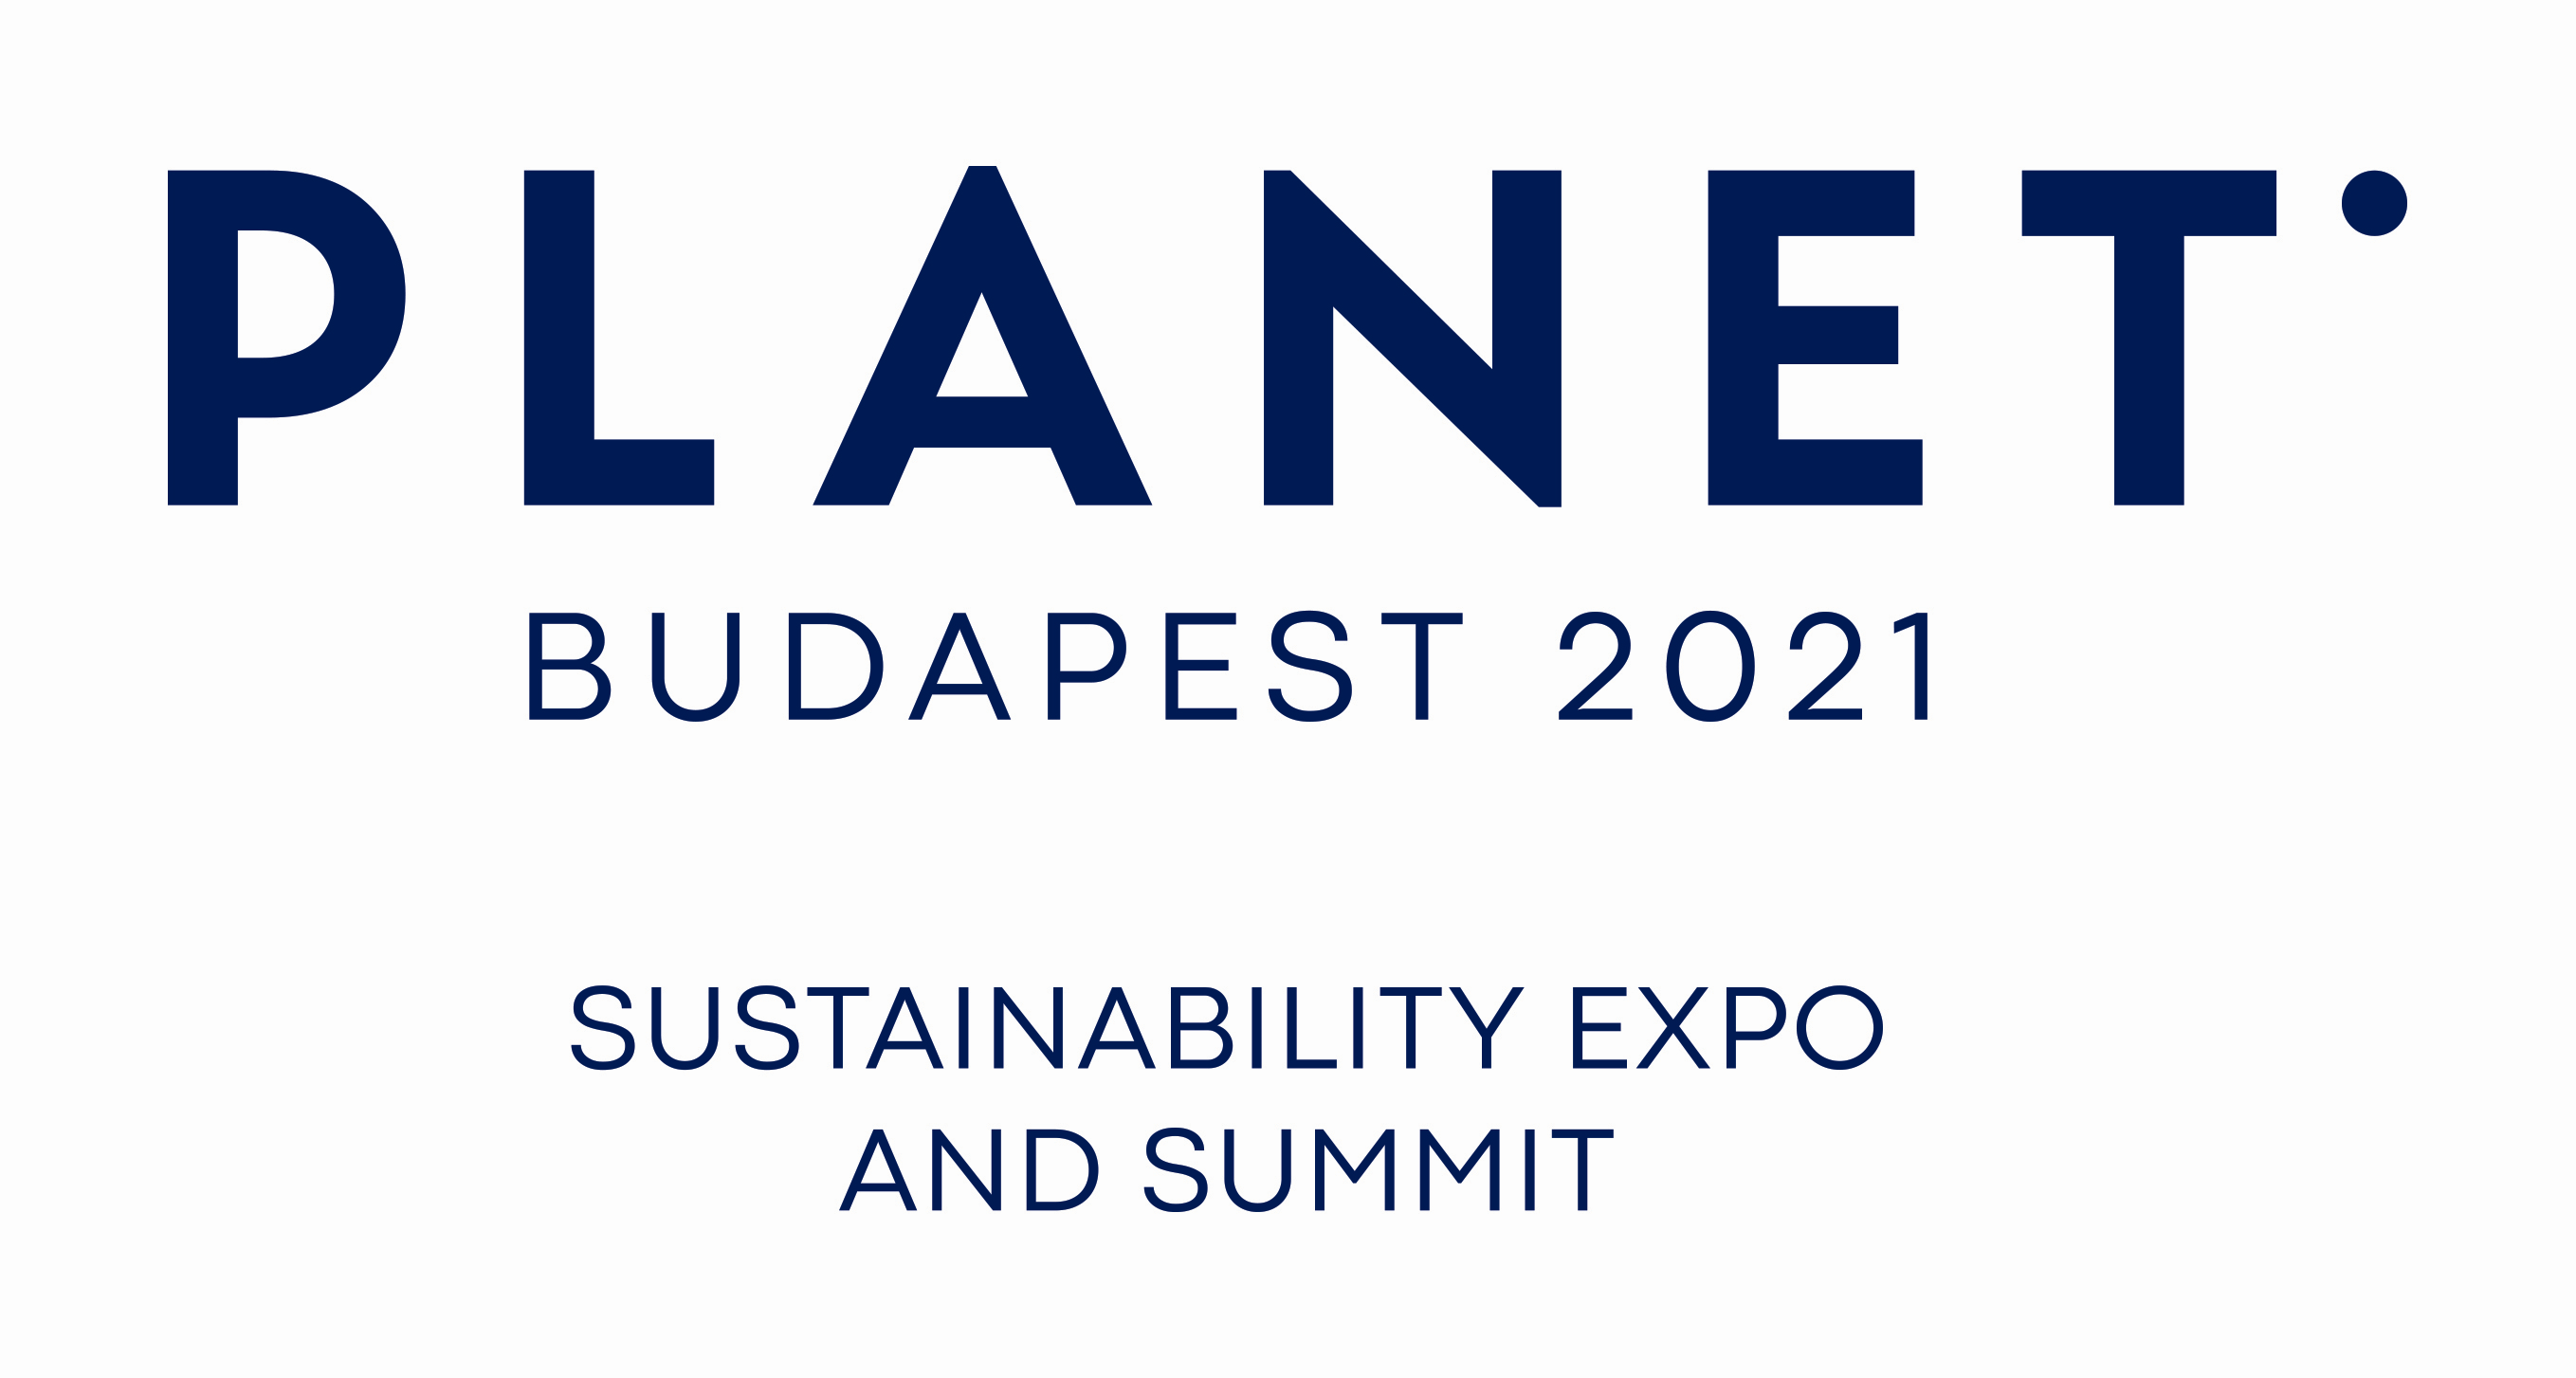 PLANET
BUDAPEST 2021
SUSTAINABILITY EXPO
AND SUMMIT